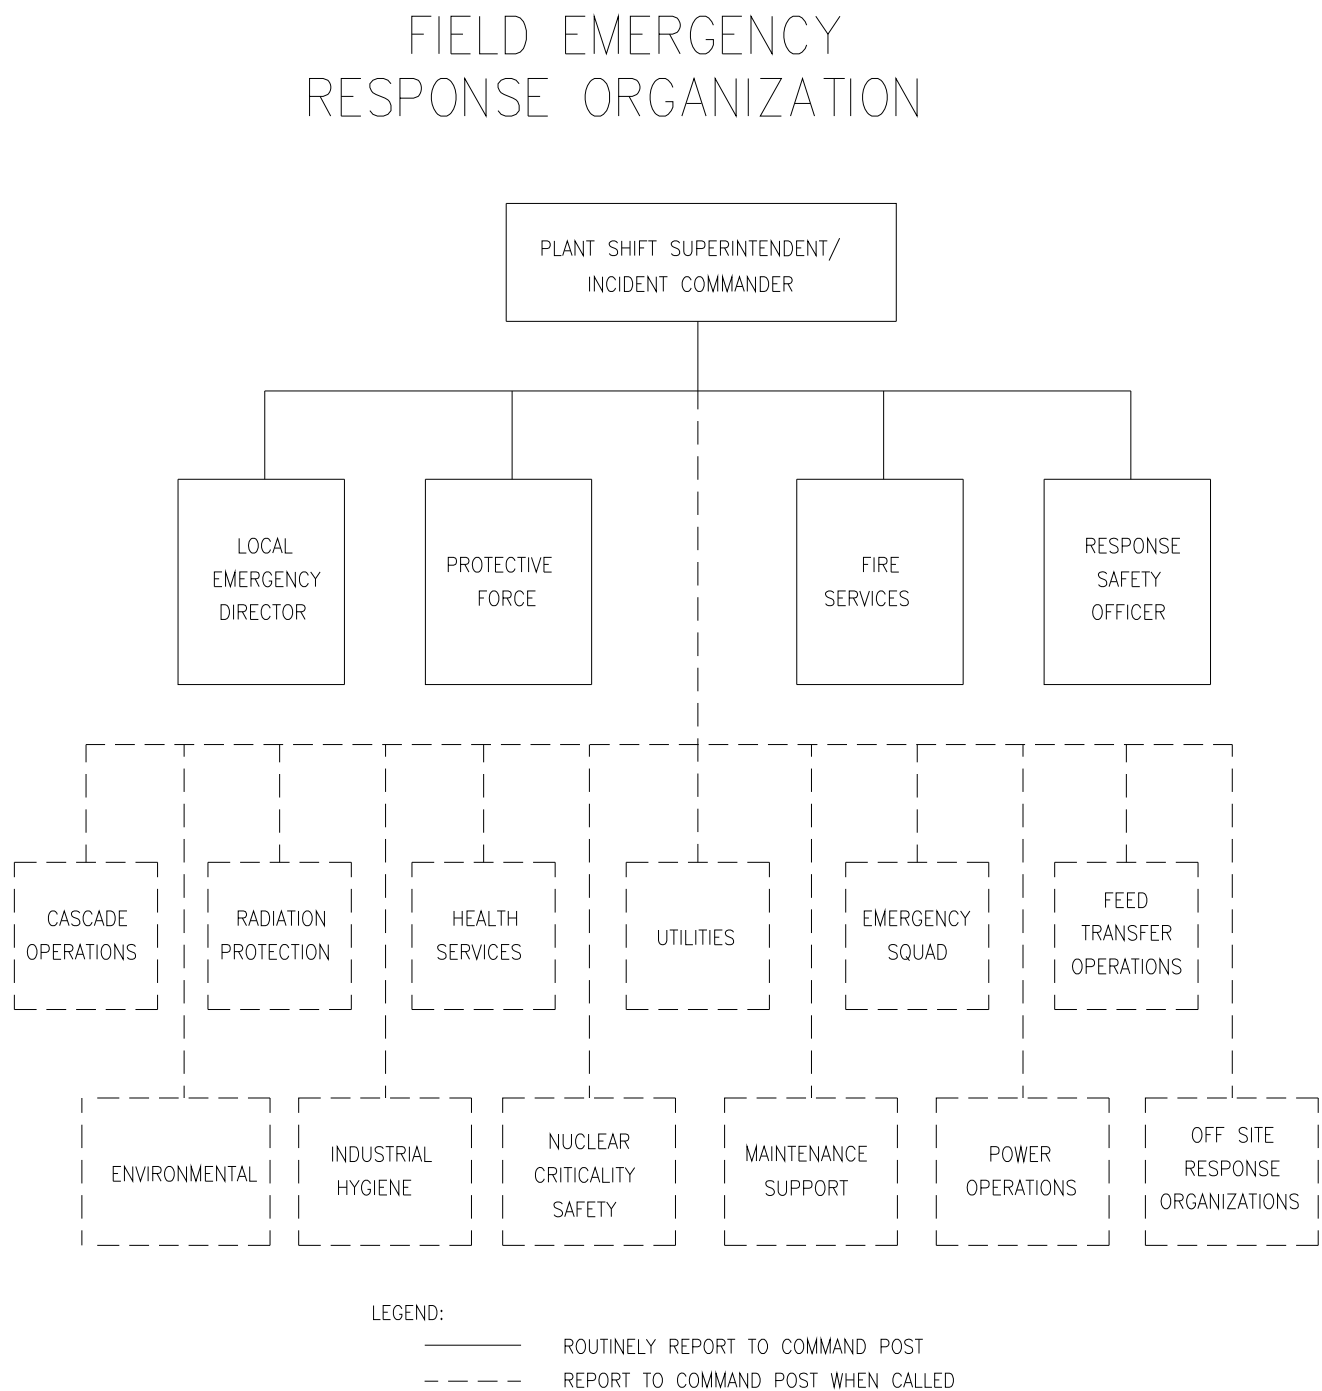 FIELD EMERGENCY
RESPONSE ORGANIZATION
PLANT SHIFT SUPERINTENDENT/
INCIDENT COMMANDER
LOCAL
EMERGENCY
DIRECTOR
PROTECTIVE
FORCE
FIRE
SERVICES
RESPONSE
SAFETY
OFFICER
CASCADE
OPERATIONS
RADIATION
PROTECTION
HEALTH
SERVICES
UTILITIES
EMERGENCY
SQUAD
FEED
TRANSFER
OPERATIONS
ENVIRONMENTAL
INDUSTRIAL
HYGIENE
NUCLEAR
CRITICALITY
SAFETY
MAINTENANCE
SUPPORT
POWER
OPERATIONS
OFF SITE
RESPONSE
ORGANIZATIONS
LEGEND:
ROUTINELY REPORT TO COMMAND POST
REPORT TO COMMAND POST WHEN CALLED